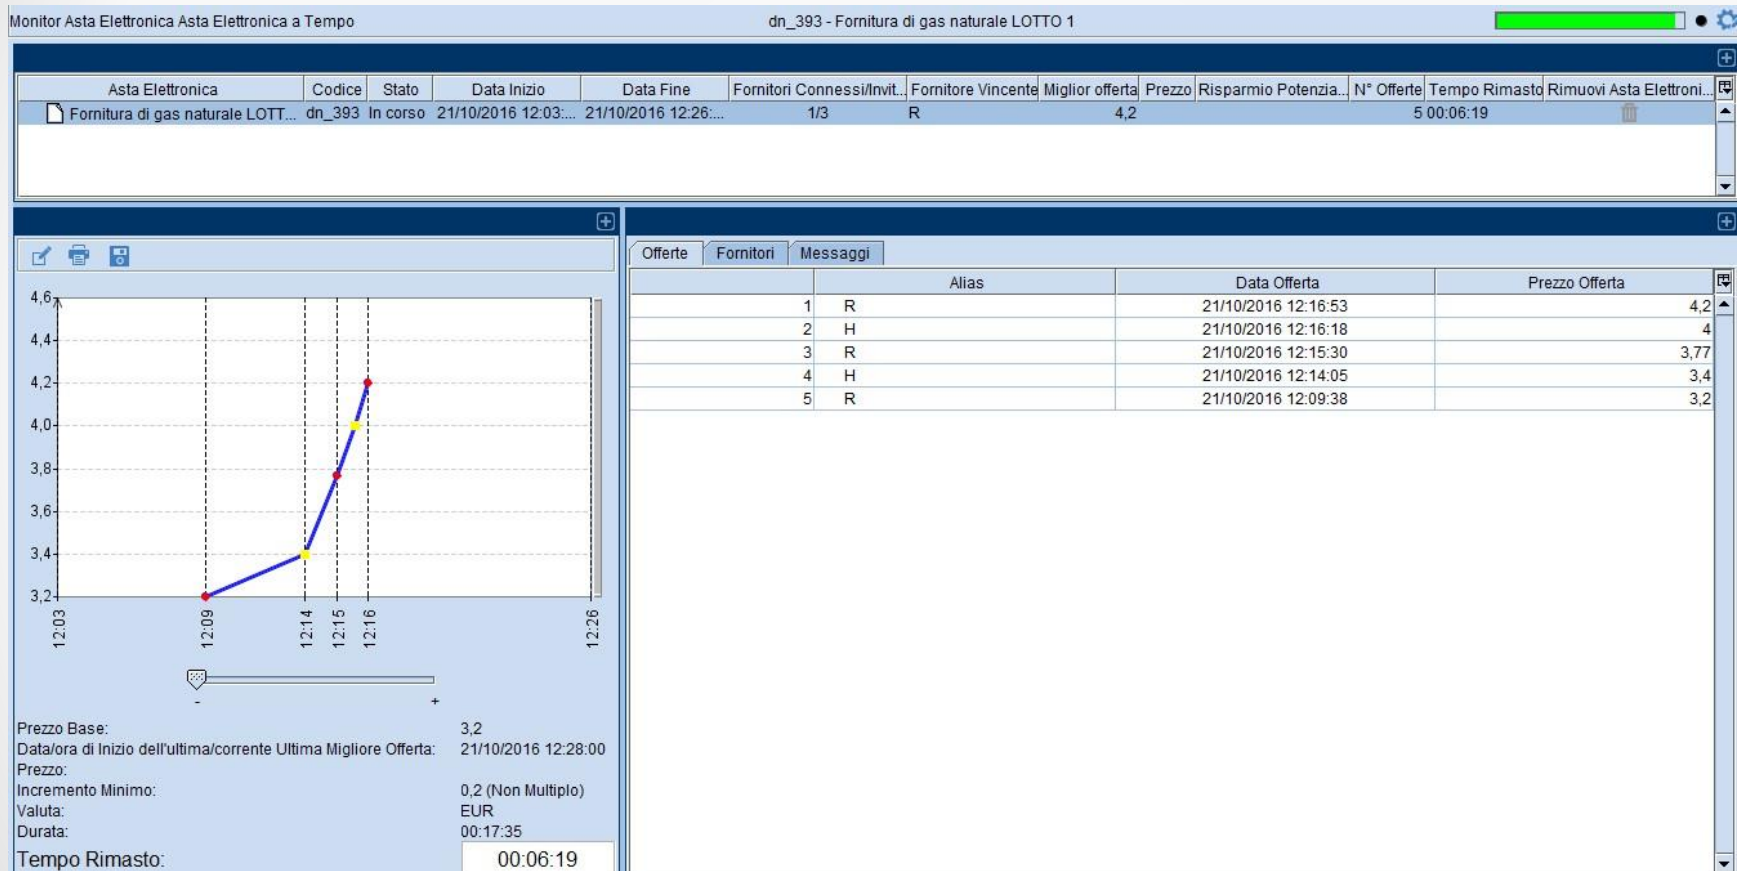 Monitor Asta Elettronica Asta Elettronica a Tempo dn_393 - Fornitura di gas naturale LOTTO 1
Asta Elettronica Codice Stato Data Inizio Data Fine Fornitori Connessi/Invit... Fornitore Vincente Miglior offerta Prezzo Risparmio Potenzia... N° Offerte Tempo Rimasto Rimuovi Asta Elettroni...
Fornitura di gas naturale LOTT... dn_393 In corso 21/10/2016 12:03:... 21/10/2016 12:26:... 1/3 R 4,2 5 00:06:19
Offerte Fornitori Messaggi
Alias Data Offerta Prezzo Offerta
1 R 21/10/2016 12:16:53 4,2
2 H 21/10/2016 12:16:18 4
3 R 21/10/2016 12:15:30 3,77
4 H 21/10/2016 12:14:05 3,4
5 R 21/10/2016 12:09:38 3,2
4,6
4,4
4,2
4,0
3,8
3,6
3,4
3,2
12:03 12:09 12:14 12:15 12:16 12:26
- +
Prezzo Base: 3,2
Data/ora di Inizio dell'ultima/corrente Ultima Migliore Offerta: 21/10/2016 12:28:00
Prezzo:
Incremento Minimo: 0,2 (Non Multiplo)
Valuta: EUR
Durata: 00:17:35
Tempo Rimasto: 00:06:19